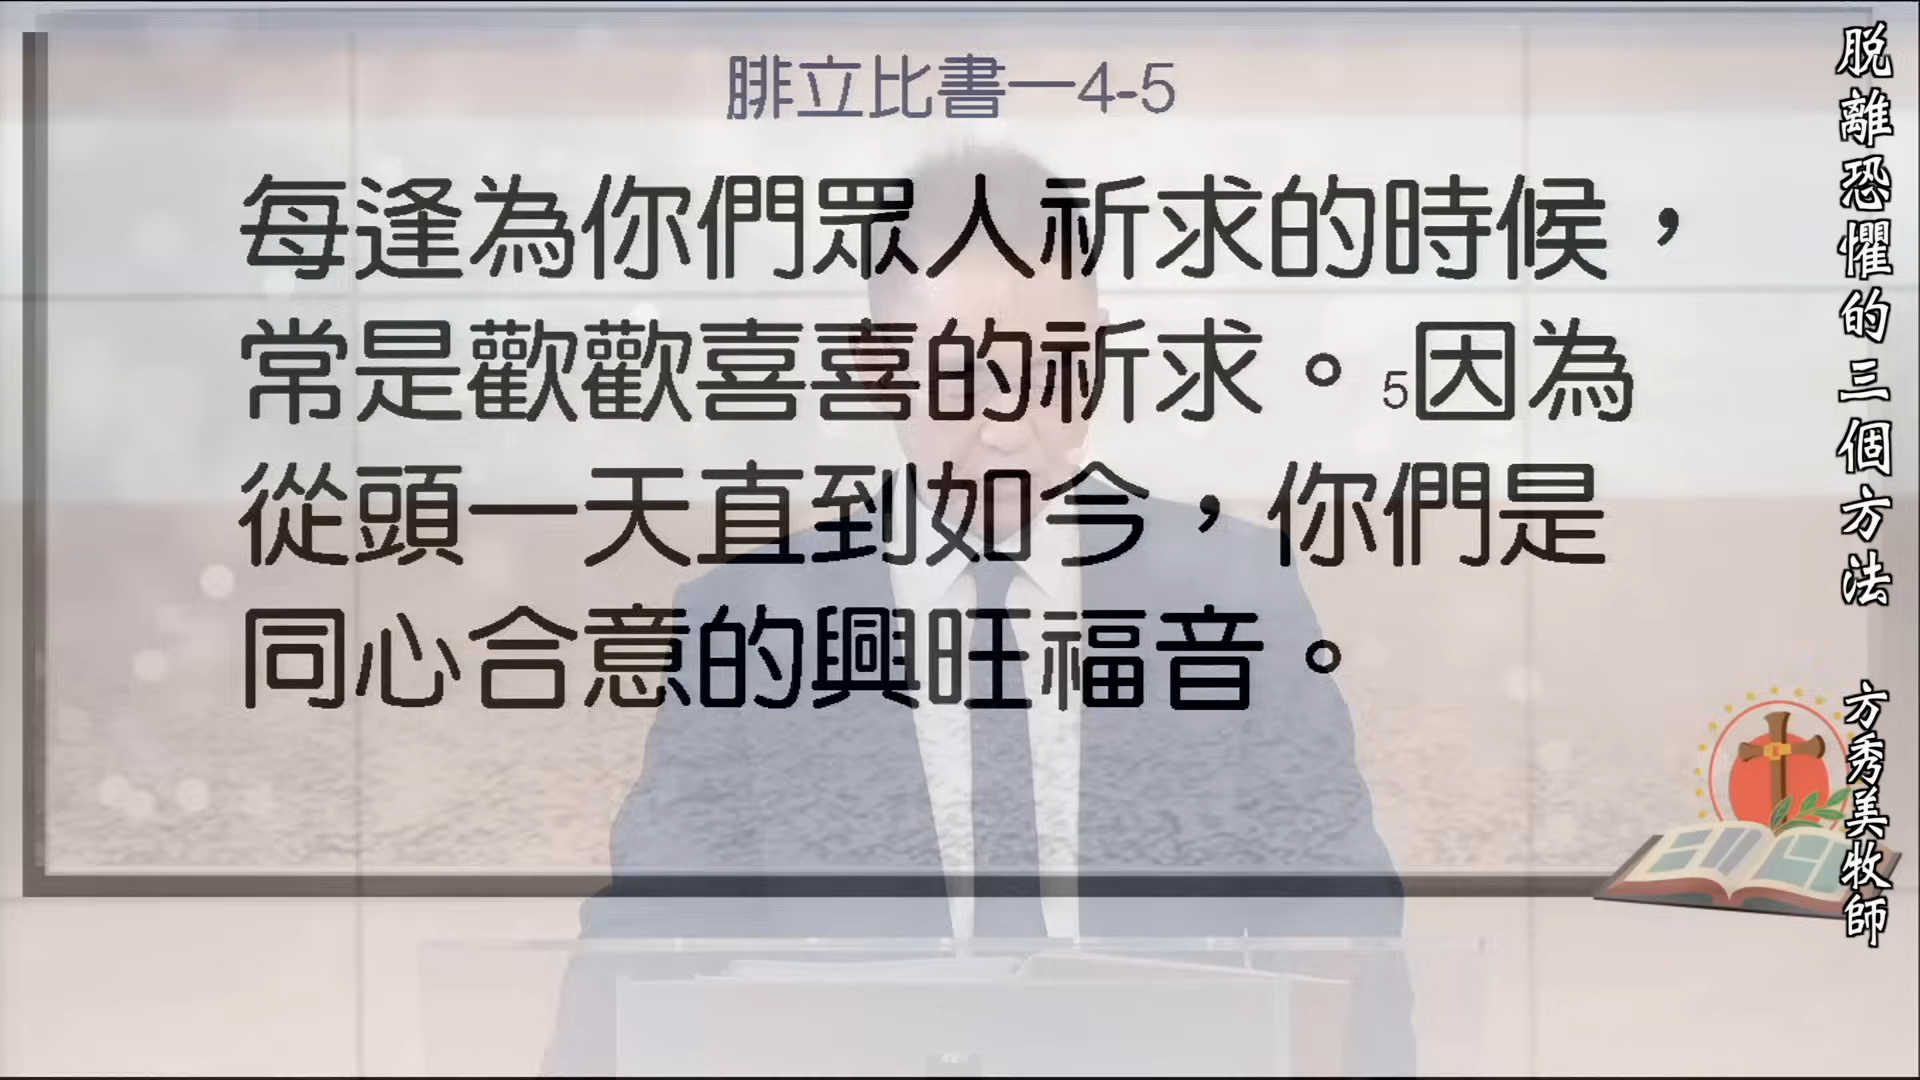 腓立比書一4-5
每逢為你們眾人祈求的時候，
常是歡歡喜喜的祈求。5因為
從頭一天直到如今，你們是
同心合意的興旺福音。
脫離恐懼的三個方法 方秀美牧師